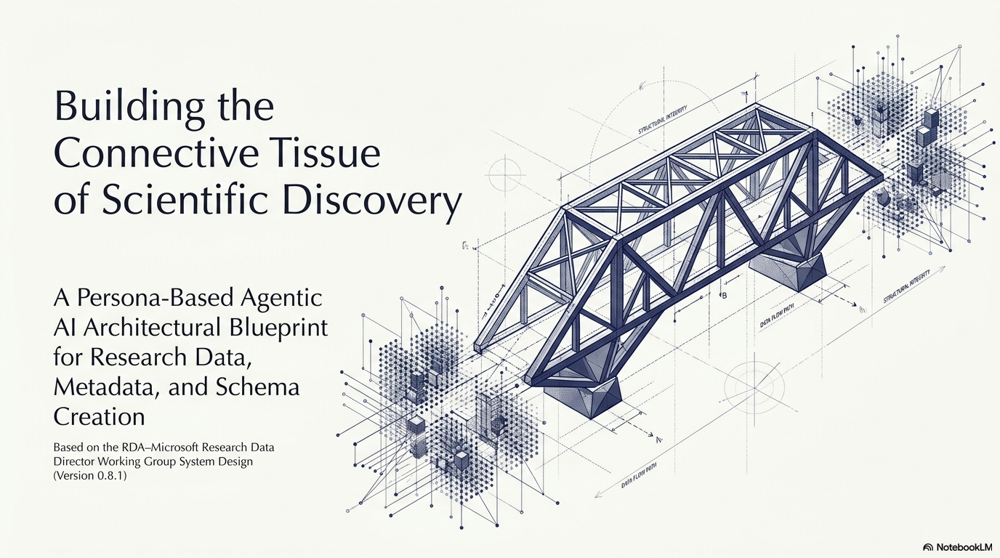 Building the
Connective Tissue
of Scientific Discovery
A Persona-Based Agentic
AI Architectural Blueprint
for Research Data,
Metadata, and Schema
Creation
Based on the RDA–Microsoft Research Data
Director Working Group System Design
(Version 0.8.1)
STRUCTURAL INTEGRITY
B
DATA FLOW PATH
STRUCTURAL INTEGRITY
DATA FLOW PATH
NotebookLM